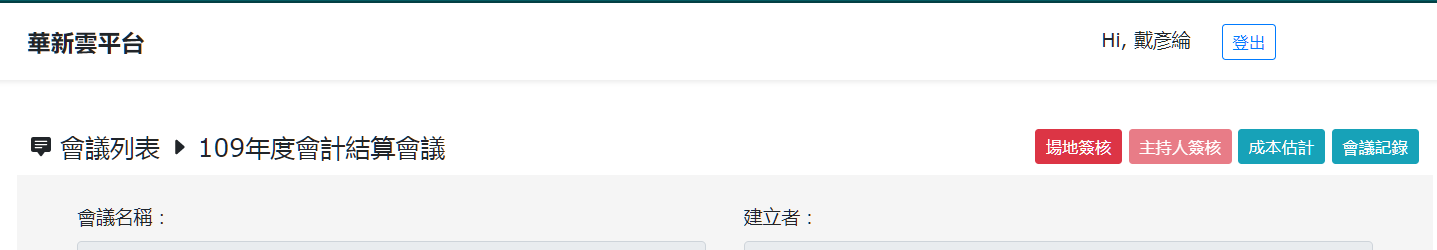 華新雲平台
Hi, 戴彥綸
登出
會議列表 109年度會計結算會議
場地簽核 主持人簽核 成本估計 會議記錄
會議名稱： 建立者：